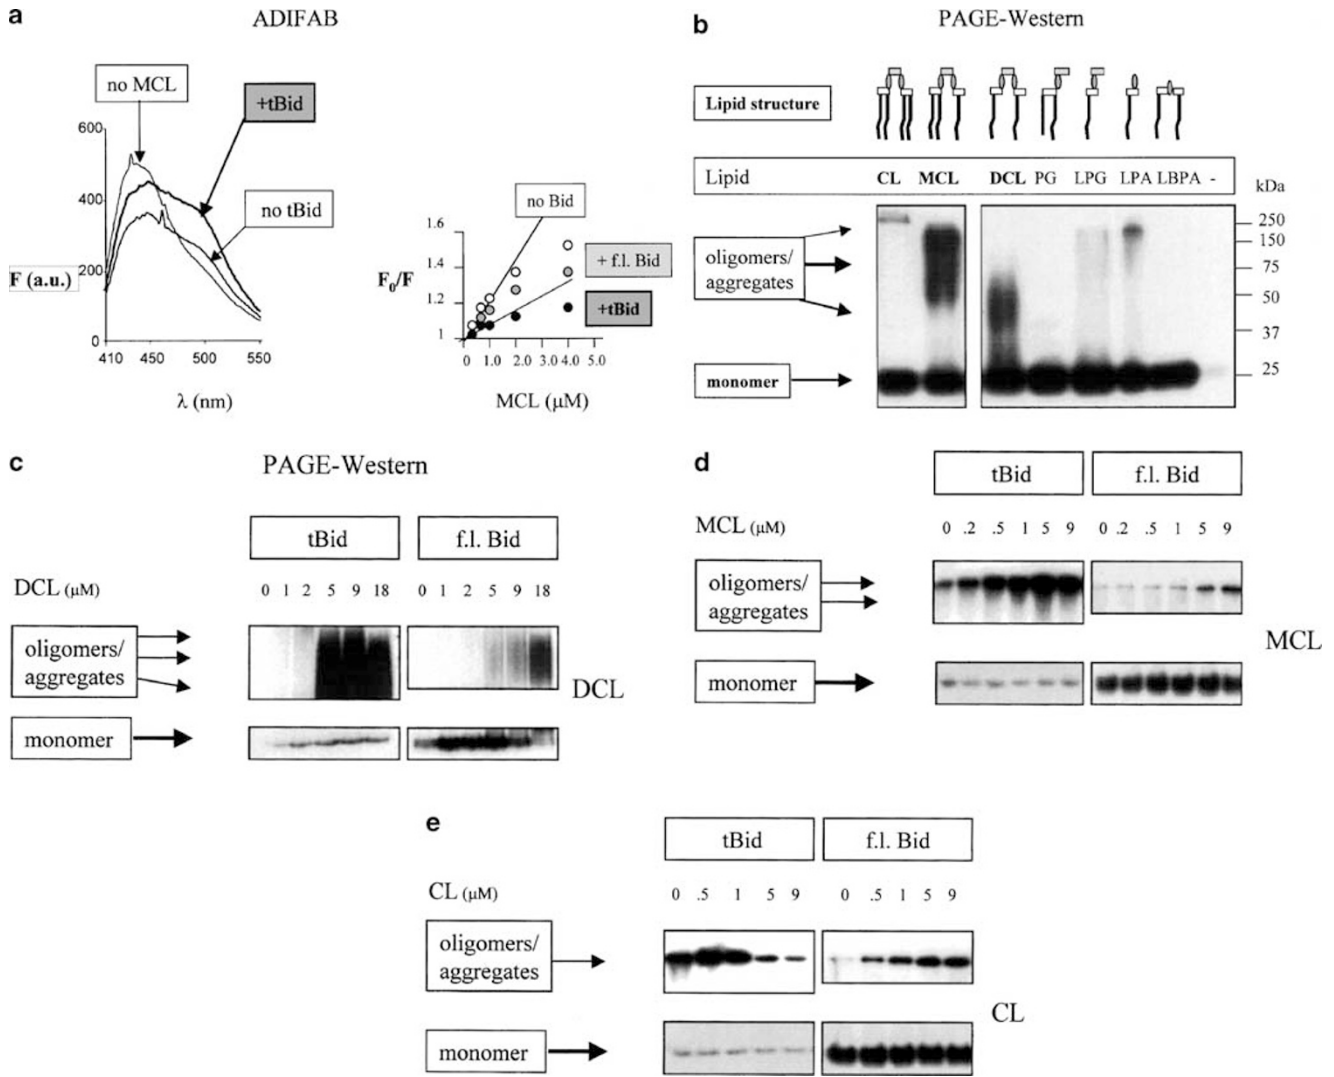 a
ADIFAB
no MCL
+tBid
no tBid
600
400
200
0
F (a.u.)
410 450 500 550
λ (nm)
no Bid
+ f.l. Bid
+tBid
F0/F
1.6
1.4
1.2
1
0 1.0 2.0 3.0 4.0 5.0
MCL (μM)
b
PAGE-Western
Lipid structure
Lipid CL MCL DCL PG LPG LPA LBPA -
kDa
250
150
75
50
37
25
oligomers/
aggregates
monomer
c
PAGE-Western
tBid f.l. Bid
DCL (μM) 0 1 2 5 9 18 0 1 2 5 9 18
oligomers/
aggregates
DCL
monomer
d
tBid f.l. Bid
MCL (μM) 0 .2 .5 1 5 9 0 .2 .5 1 5 9
oligomers/
aggregates
MCL
monomer
e
tBid f.l. Bid
CL (μM) 0 .5 1 5 9 0 .5 1 5 9
oligomers/
aggregates
CL
monomer